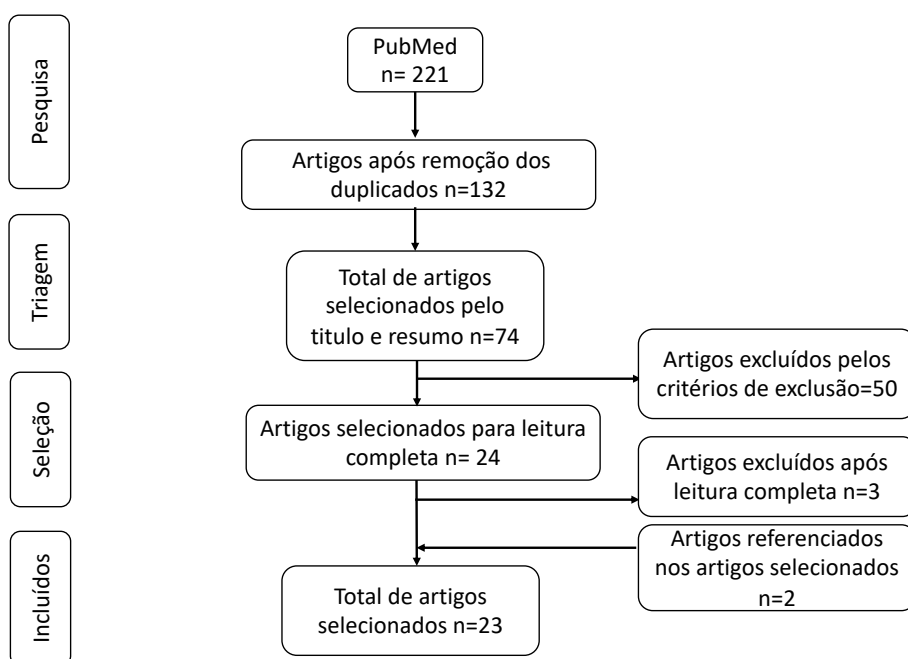 Pesquisa
PubMed
n= 221
Artigos após remoção dos
duplicados n=132
Triagem
Total de artigos
selecionados pelo
titulo e resumo n=74
Artigos excluídos pelos
critérios de exclusão=50
Seleção
Artigos selecionados para leitura
completa n= 24
Artigos excluídos após
leitura completa n=3
Artigos referenciados
nos artigos selecionados
n=2
Incluídos
Total de artigos
selecionados n=23